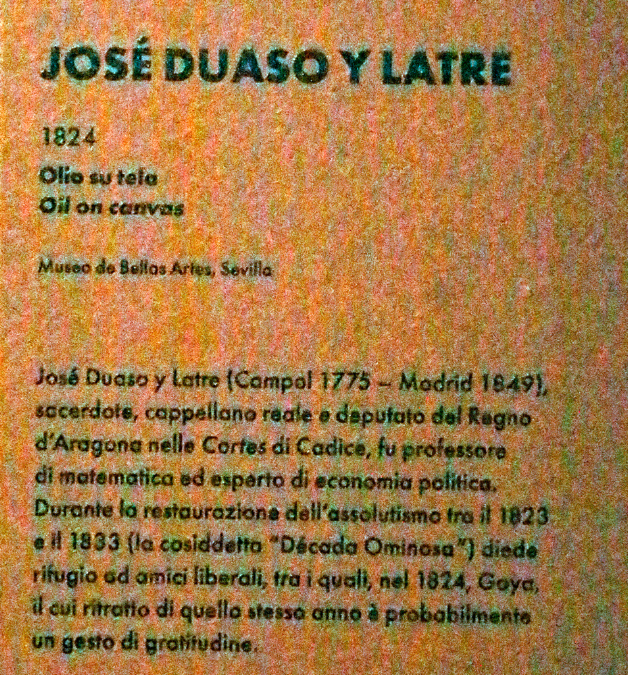 JOSÉ DUASO Y LATRE
1824
Olio su tela
Oil on canvas
Museo de Bellas Artes, Sevilla
José Duaso y Latre (Campol 1775 – Madrid 1849),
sacerdote, cappellano reale e deputato del Regno
d'Aragona nelle Cortes di Cadice, fu professore
di matematica ed esperto di economia politica.
Durante la restaurazione dell'assolutismo tra il 1823
e il 1833 (la cosiddetta "Década Ominosa") diede
rifugio ad amici liberali, tra i quali, nel 1824, Goya,
il cui ritratto di quello stesso anno è probabilmente
un gesto di gratitudine.